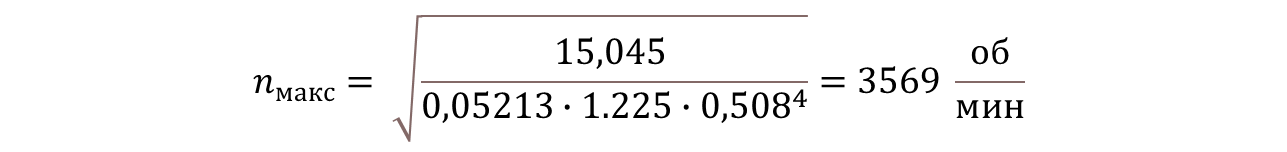 n_макс = √(15,045 / (0,05213 · 1.225 · 0,508⁴)) = 3569 об/мин